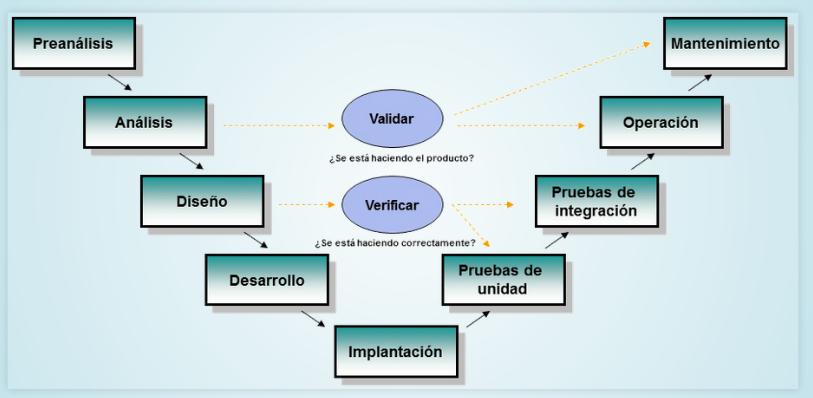 Preanálisis
Mantenimiento
Análisis
Validar
Operación
¿Se está haciendo el producto?
Diseño
Verificar
Pruebas de
integración
¿Se está haciendo correctamente?
Desarrollo
Pruebas de
unidad
Implantación